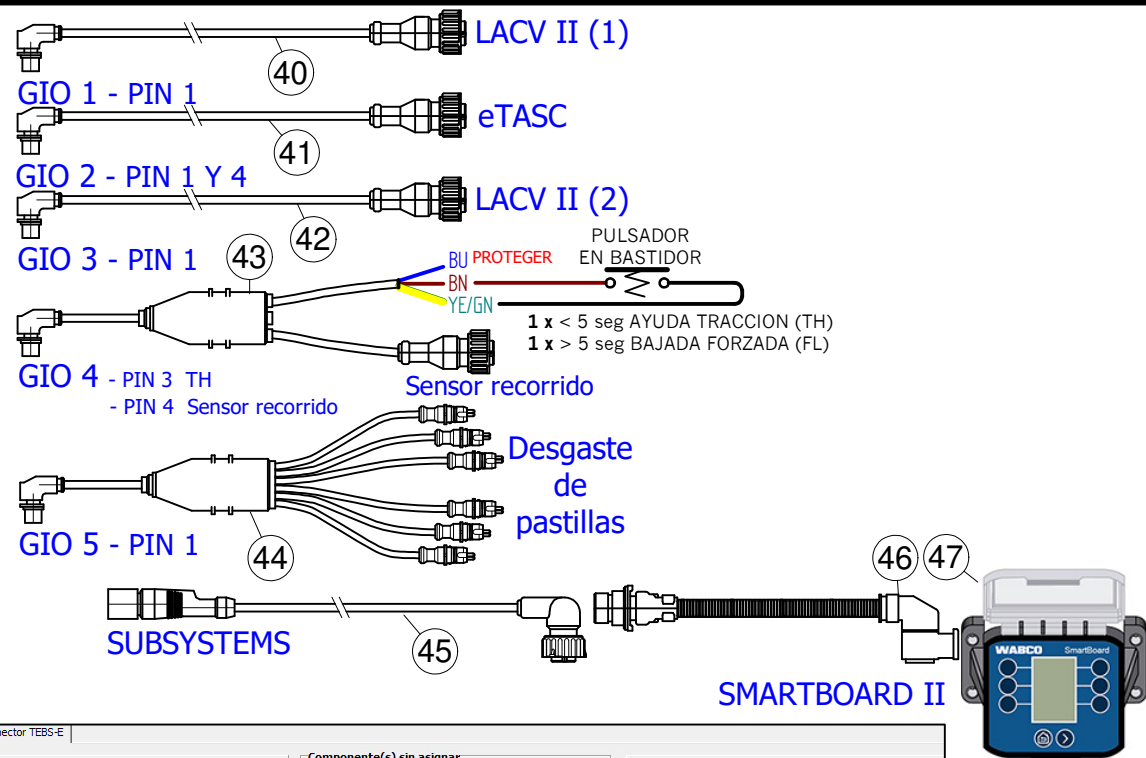 LACV II (1)
40
GIO 1 - PIN 1
eTASC
41
GIO 2 - PIN 1 Y 4
LACV II (2)
42
GIO 3 - PIN 1
43
BU PROTEGER
BN
YE/GN
PULSADOR
EN BASTIDOR
1 x < 5 seg AYUDA TRACCION (TH)
1 x > 5 seg BAJADA FORZADA (FL)
GIO 4 - PIN 3 TH
- PIN 4 Sensor recorrido
Sensor recorrido
Desgaste
de
pastillas
GIO 5 - PIN 1
44
46
47
SUBSYSTEMS
45
WABCO SmartBoard
SMARTBOARD II
nector TEBS-E
Componente(s) sin asignar